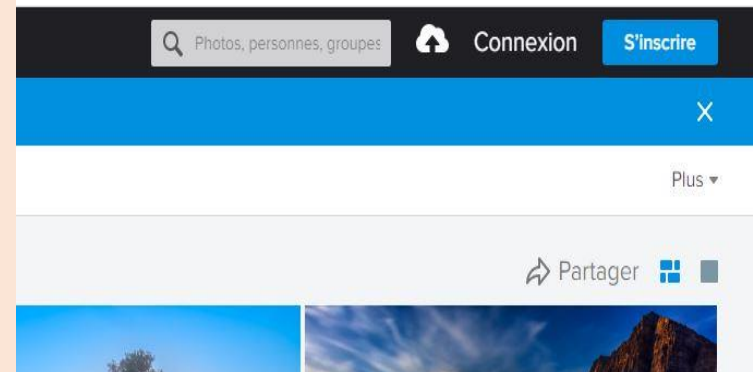 Photos, personnes, groupes Connexion S'inscrire
X
Plus
Partager